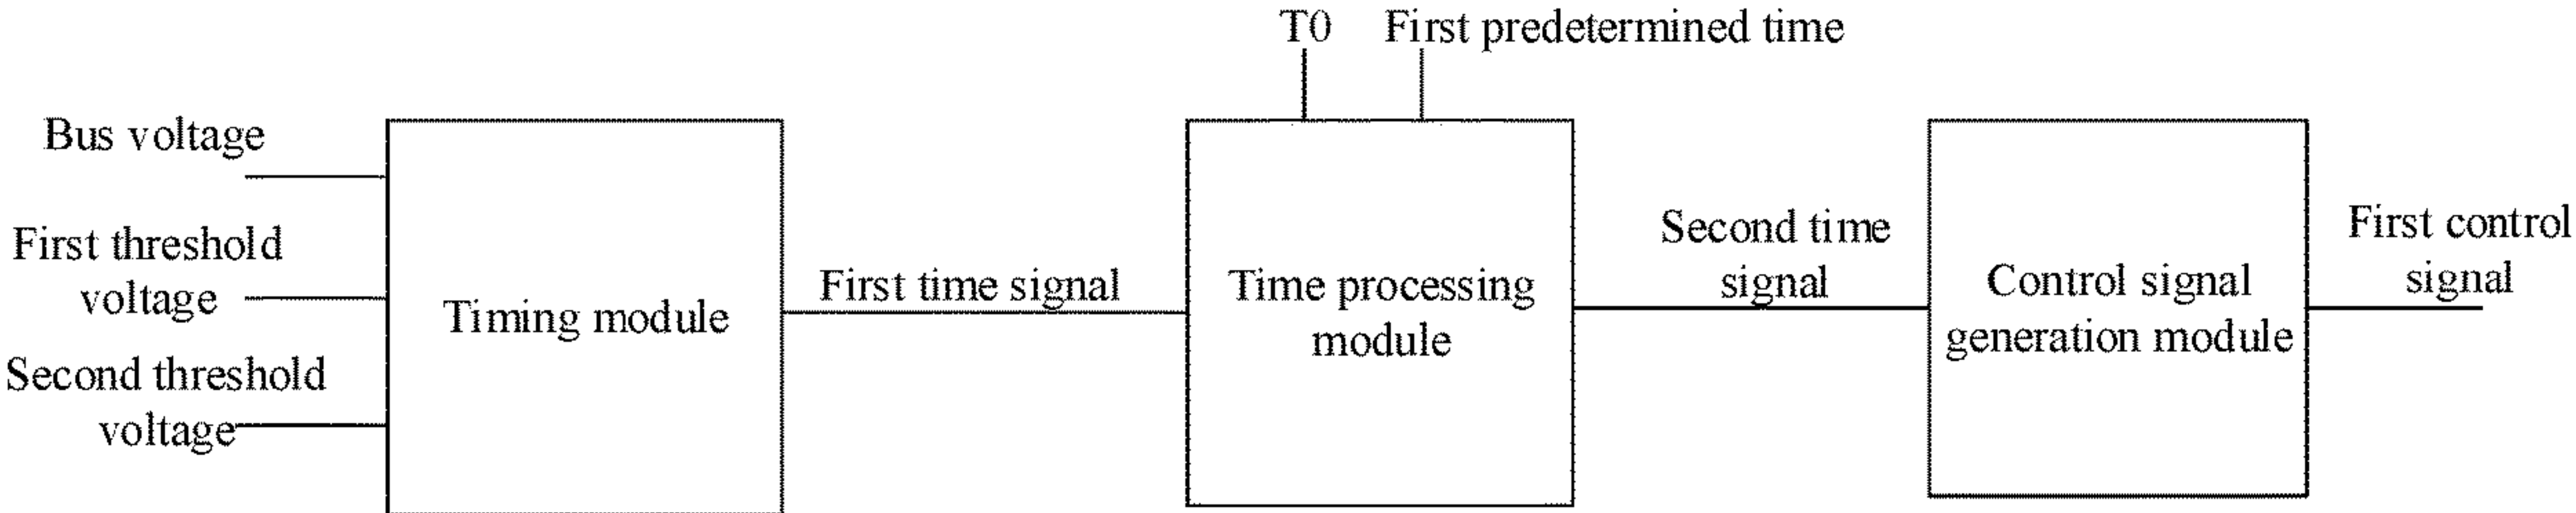 T0
First predetermined time
Bus voltage
First threshold
voltage
Second threshold
voltage
Timing module
First time signal
Time processing
module
Second time
signal
Control signal
generation module
First control
signal